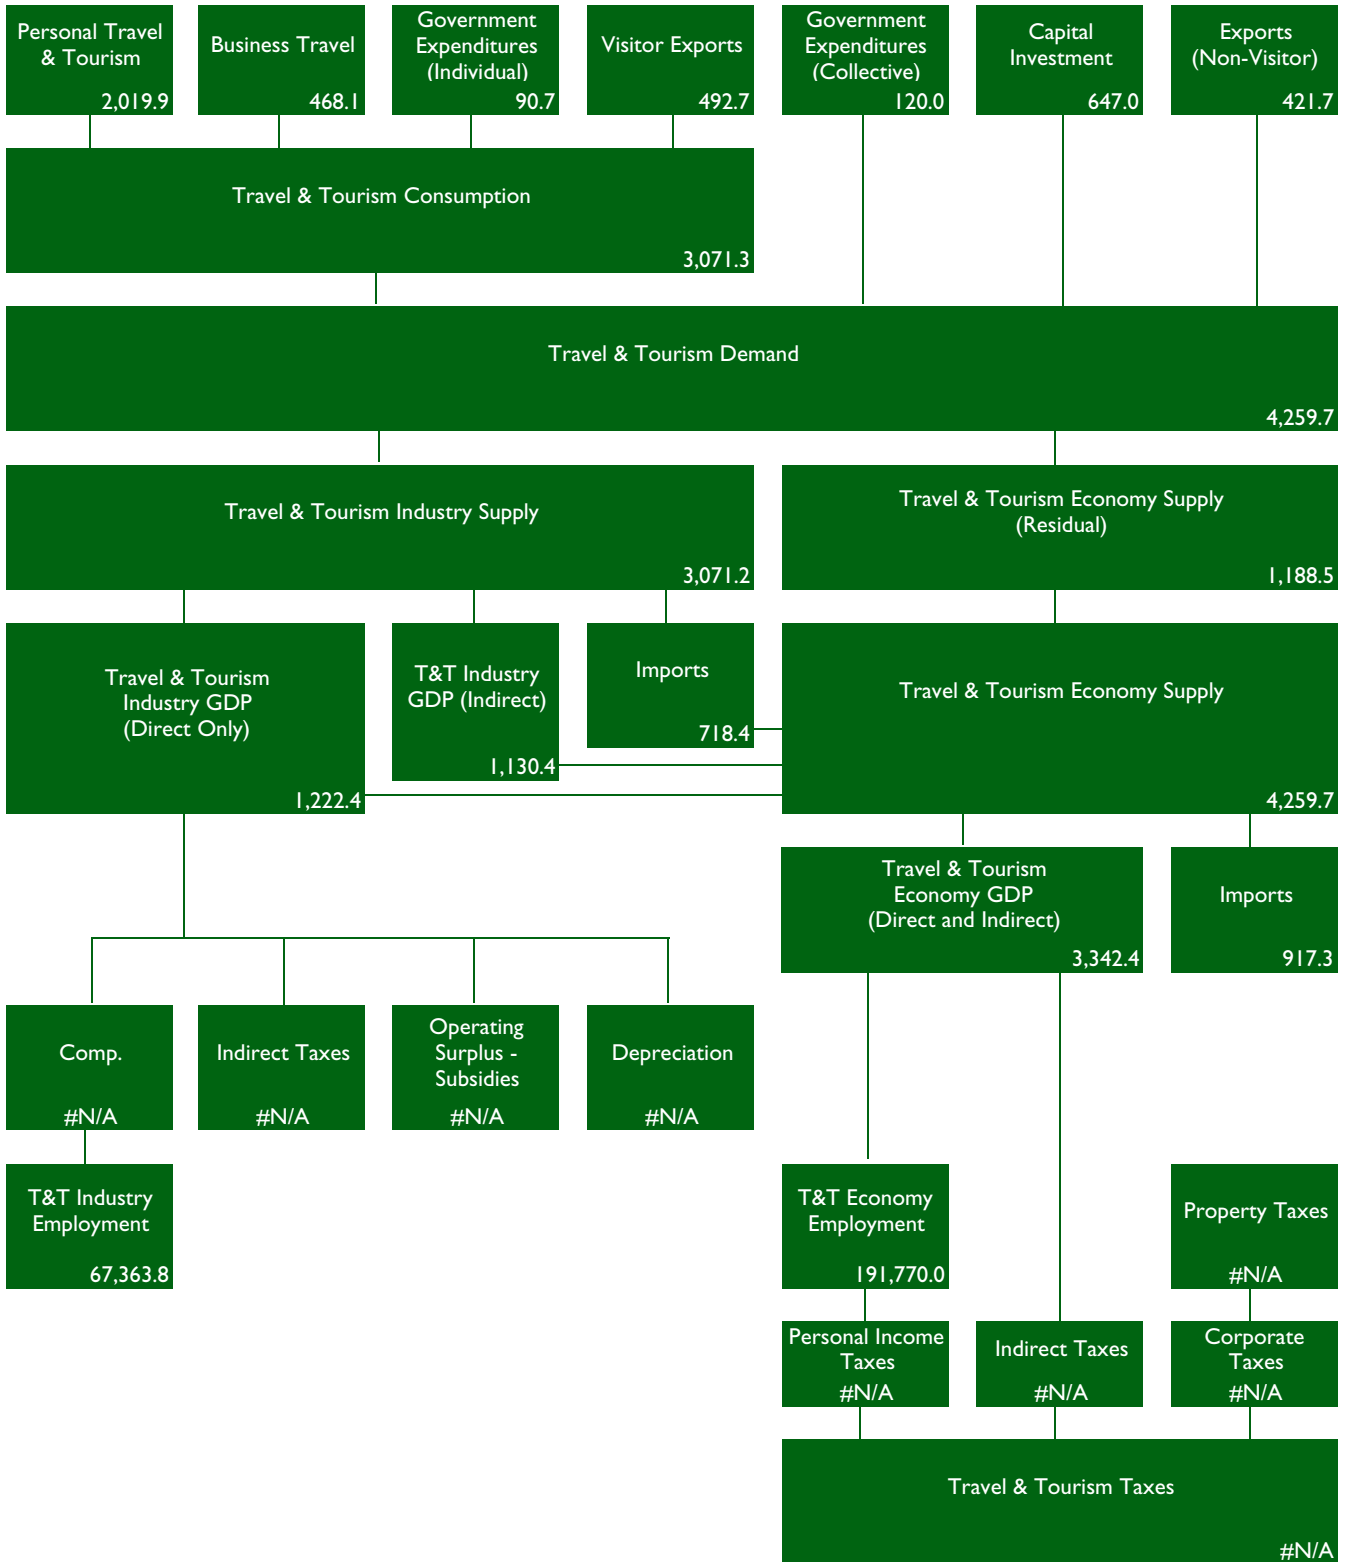 Personal Travel
& Tourism
2,019.9
Business Travel
468.1
Government
Expenditures
(Individual)
90.7
Visitor Exports
492.7
Government
Expenditures
(Collective)
120.0
Capital
Investment
647.0
Exports
(Non-Visitor)
421.7
Travel & Tourism Consumption
3,071.3
Travel & Tourism Demand
4,259.7
Travel & Tourism Industry Supply
3,071.2
Travel & Tourism Economy Supply
(Residual)
1,188.5
Travel & Tourism
Industry GDP
(Direct Only)
1,222.4
T&T Industry
GDP (Indirect)
1,130.4
Imports
718.4
Travel & Tourism Economy Supply
4,259.7
Travel & Tourism
Economy GDP
(Direct and Indirect)
3,342.4
Imports
917.3
Comp.
#N/A
Indirect Taxes
#N/A
Operating
Surplus -
Subsidies
#N/A
Depreciation
#N/A
T&T Industry
Employment
67,363.8
T&T Economy
Employment
191,770.0
Property Taxes
#N/A
Personal Income
Taxes
#N/A
Indirect Taxes
#N/A
Corporate
Taxes
#N/A
Travel & Tourism Taxes
#N/A